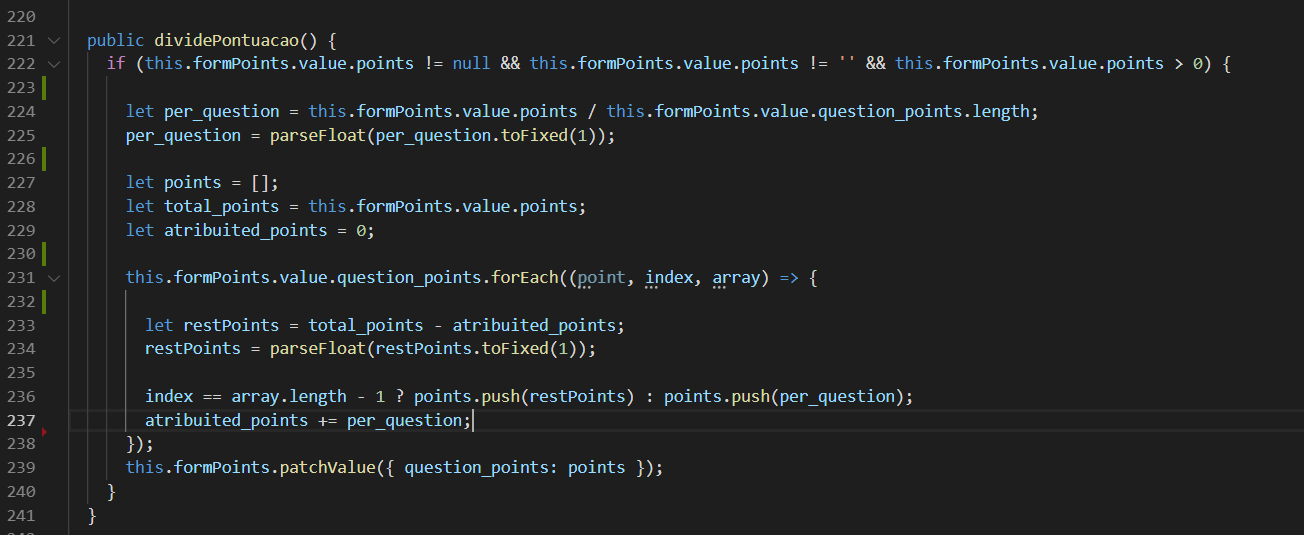 220
221 public dividePontuacao() {
222 if (this.formPoints.value.points != null && this.formPoints.value.points != '' && this.formPoints.value.points > 0) {
223
224 let per_question = this.formPoints.value.points / this.formPoints.value.question_points.length;
225 per_question = parseFloat(per_question.toFixed(1));
226
227 let points = [];
228 let total_points = this.formPoints.value.points;
229 let atribuited_points = 0;
230
231 this.formPoints.value.question_points.forEach((point, index, array) => {
232
233 let restPoints = total_points - atribuited_points;
234 restPoints = parseFloat(restPoints.toFixed(1));
235
236 index == array.length - 1 ? points.push(restPoints) : points.push(per_question);
237 atribuited_points += per_question;
238 });
239 this.formPoints.patchValue({ question_points: points });
240 }
241 }